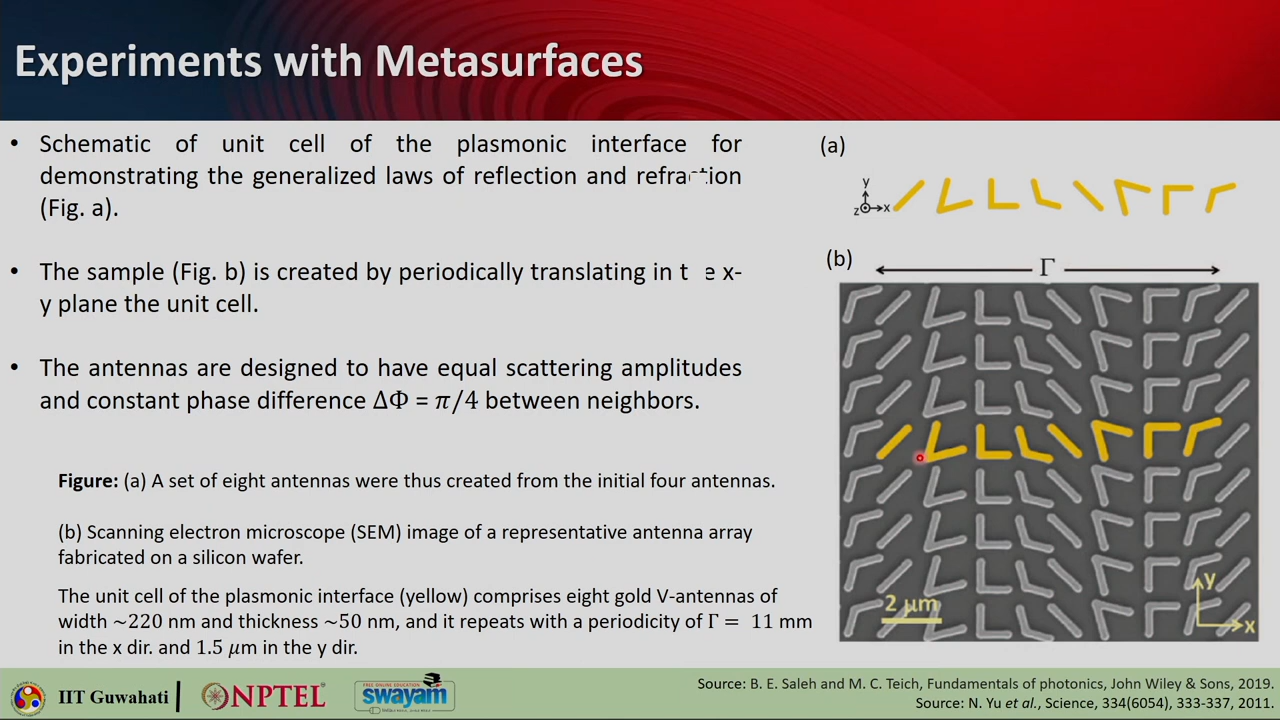 Experiments with Metasurfaces
• Schematic of unit cell of the plasmonic interface for
demonstrating the generalized laws of reflection and refraction
(Fig. a).
• The sample (Fig. b) is created by periodically translating in t e x-
y plane the unit cell.
• The antennas are designed to have equal scattering amplitudes
and constant phase difference ΔΦ = π/4 between neighbors.
Figure: (a) A set of eight antennas were thus created from the initial four antennas.
(b) Scanning electron microscope (SEM) image of a representative antenna array
fabricated on a silicon wafer.
The unit cell of the plasmonic interface (yellow) comprises eight gold V-antennas of
width ~220 nm and thickness ~50 nm, and it repeats with a periodicity of Γ = 11 mm
in the x dir. and 1.5 μm in the y dir.
(a)
y
z x
(b)
Γ
2 μm
y
x
IIT Guwahati
NPTEL
FREE ONLINE EDUCATION
swayam
Source: B. E. Saleh and M. C. Teich, Fundamentals of photonics, John Wiley & Sons, 2019.
Source: N. Yu et al., Science, 334(6054), 333-337, 2011.